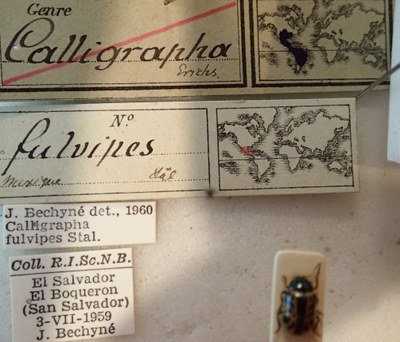 Genre
Calligrapha
Erichs.
N°
fulvipes
Mexique Stål
J. Bechyné det., 1960
Calligrapha
fulvipes Stal.
Coll. R.I.Sc.N.B.
El Salvador
El Boqueron
(San Salvador)
3-VII-1959
J. Bechyné